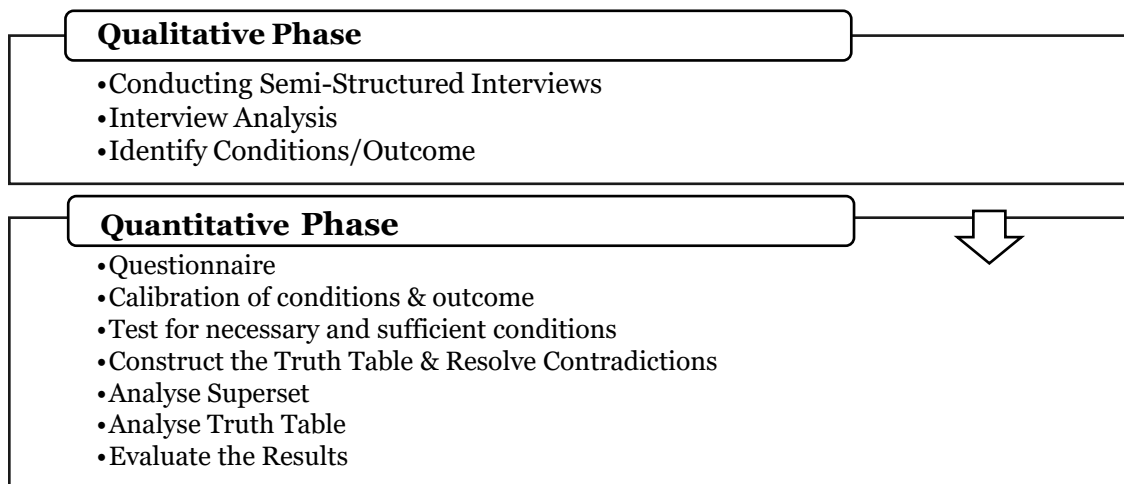 Qualitative Phase
•Conducting Semi-Structured Interviews
•Interview Analysis
•Identify Conditions/Outcome
Quantitative Phase
•Questionnaire
•Calibration of conditions & outcome
•Test for necessary and sufficient conditions
•Construct the Truth Table & Resolve Contradictions
•Analyse Superset
•Analyse Truth Table
•Evaluate the Results